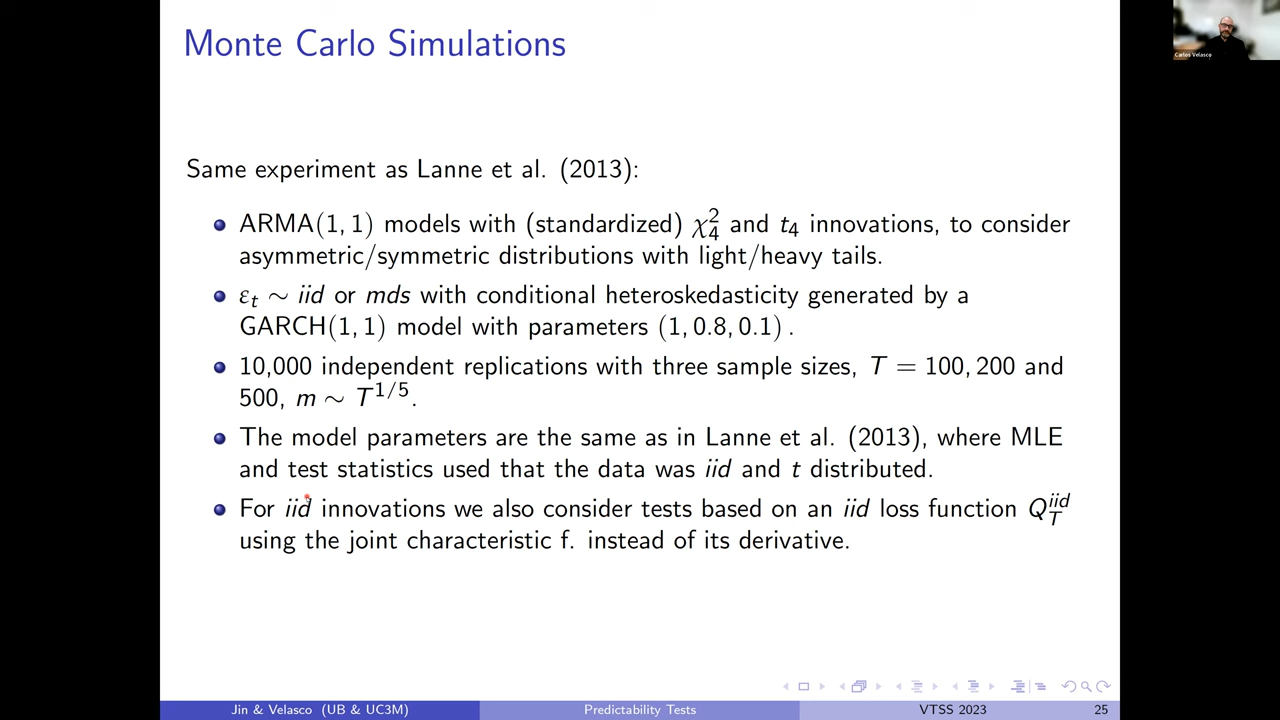 Monte Carlo Simulations
Carlos Velasco
Same experiment as Lanne et al. (2013):
ARMA(1, 1) models with (standardized) χ²₄ and t₄ innovations, to consider
asymmetric/symmetric distributions with light/heavy tails.
εₜ ∼ iid or mds with conditional heteroskedasticity generated by a
GARCH(1, 1) model with parameters (1, 0.8, 0.1) .
10,000 independent replications with three sample sizes, T = 100, 200 and
500, m ∼ T^{1/5}.
The model parameters are the same as in Lanne et al. (2013), where MLE
and test statistics used that the data was iid and t distributed.
For iid innovations we also consider tests based on an iid loss function Q_T^{iid}
using the joint characteristic f. instead of its derivative.
Jin & Velasco (UB & UC3M) Predictability Tests VTSS 2023 25